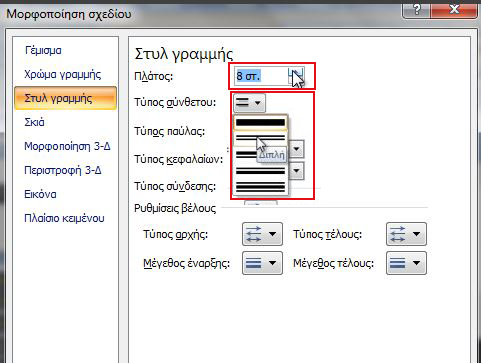 Μορφοποίηση σχεδίου
Γέμισμα
Χρώμα γραμμής
Στυλ γραμμής
Σκιά
Μορφοποίηση 3-Δ
Περιστροφή 3-Δ
Εικόνα
Πλαίσιο κειμένου
Στυλ γραμμής
Πλάτος: 8 στ.
Τύπος σύνθετου:
Τύπος παύλας:
Διπλή
Τύπος κεφαλαίων:
Τύπος σύχδεσης:
Ρυθμίσεις βέλους
Τύπος αρχής: Τύπος τέλους:
Μέγεθος έναρξης: Μέγεθος τέλους: